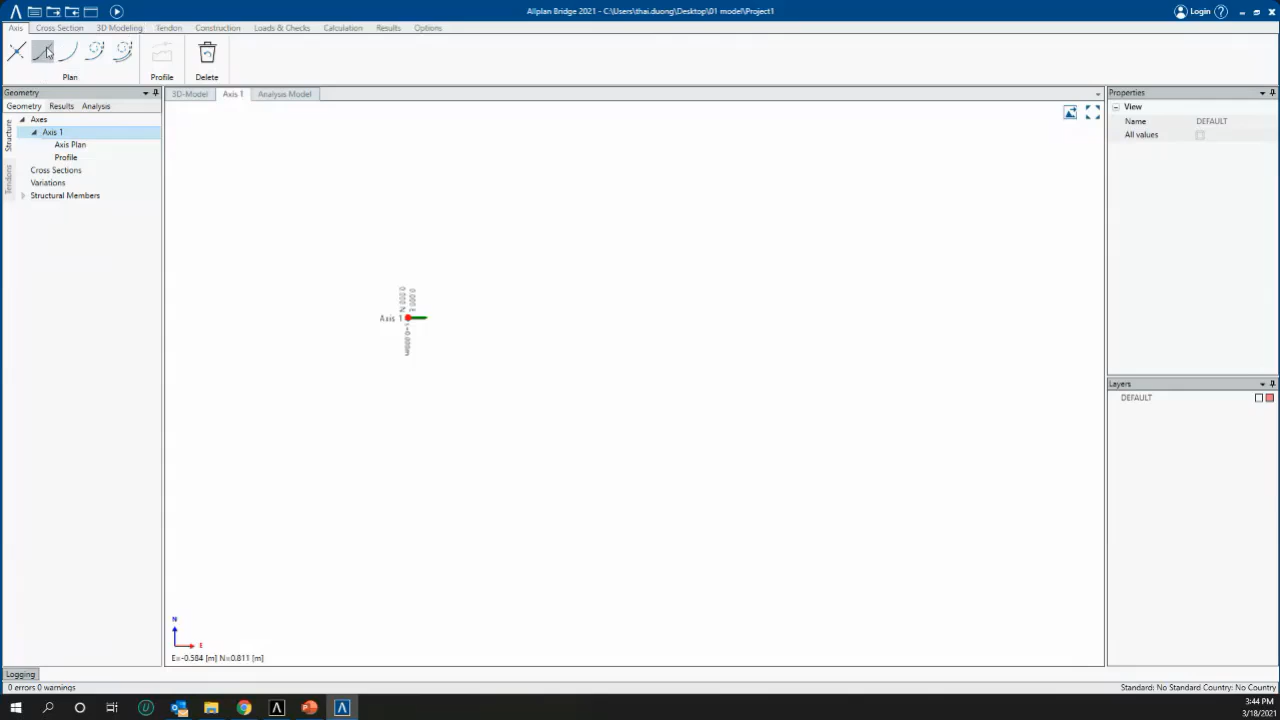 Allplan Bridge 2021 - C:\Users\thai.duong\Desktop\01 model\Project1
Login
Axis
Cross Section
3D Modeling
Tendon
Construction
Loads & Checks
Calculation
Results
Options
Plan
Profile
Delete
Geometry
Geometry
Results
Analysis
Structure
Tendons
Axes
Axis 1
Axis Plan
Profile
Cross Sections
Variations
Structural Members
3D-Model
Axis 1
Analysis Model
Axis 1
N
E
E=-0.584 [m] N=0.811 [m]
Properties
View
Name DEFAULT
All values
Layers
DEFAULT
Logging
0 errors 0 warnings
Standard: No Standard Country: No Country
3:44 PM
3/18/2021